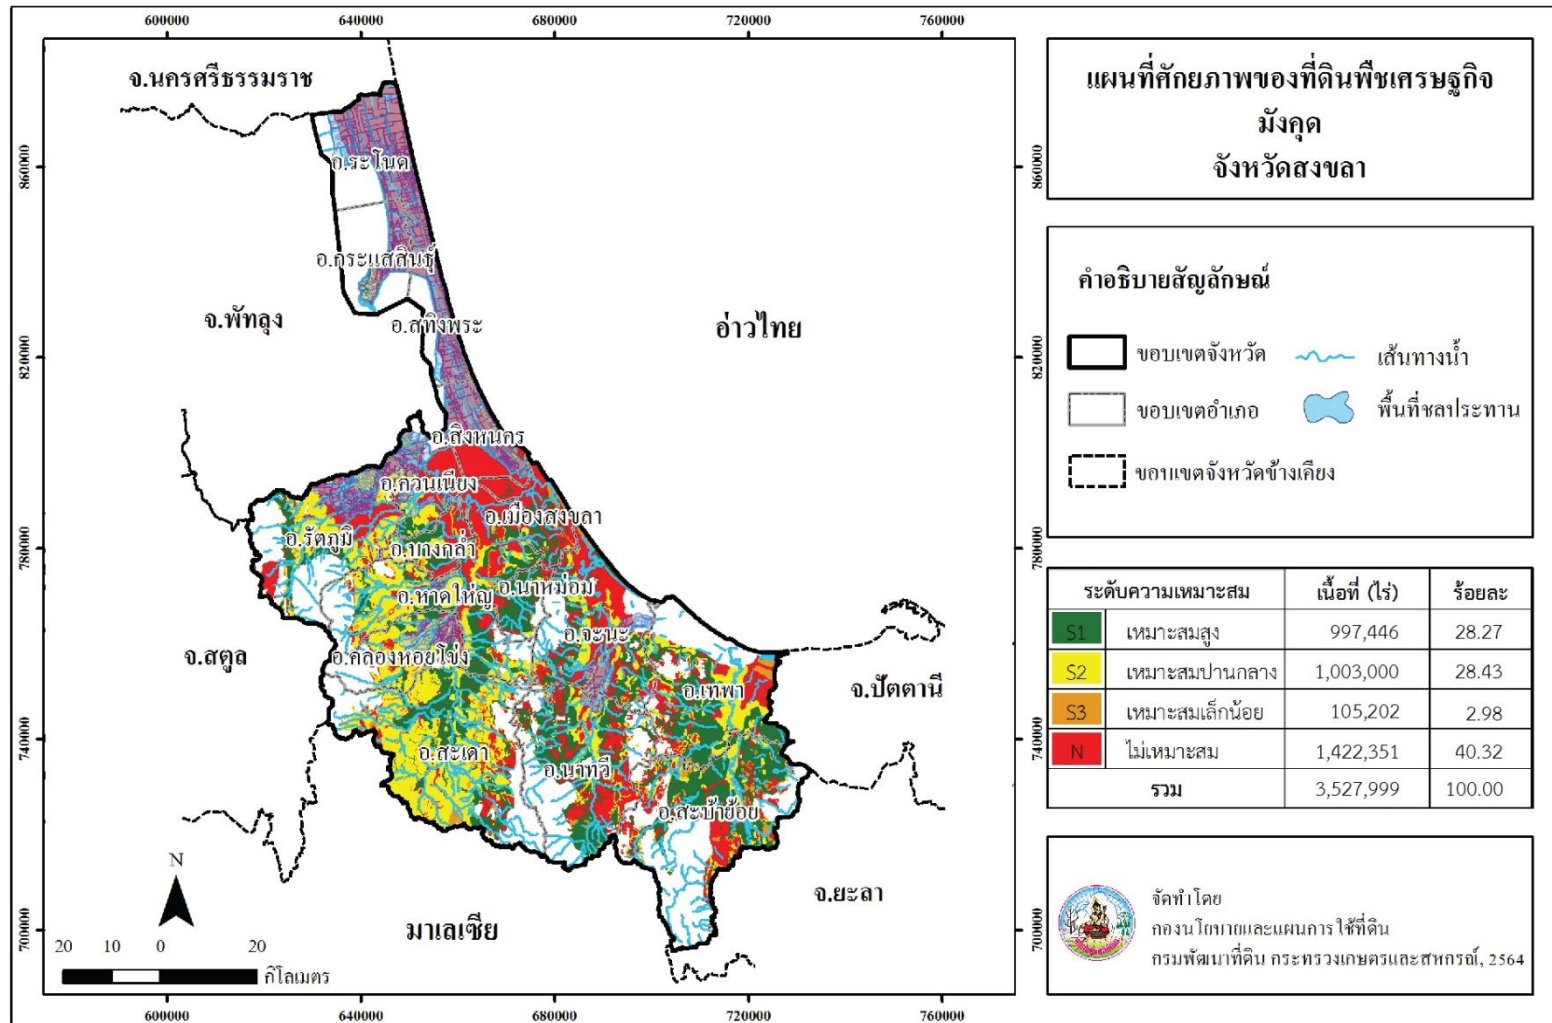 600000 640000 680000 720000 760000
แผนที่ศักยภาพของที่ดินพืชเศรษฐกิจ
มังคุด
จังหวัดสงขลา
จ.นครศรีธรรมราช
อ.ระโนด
860000 860000
อ.กระแสสินธุ์
จ.พัทลุง
อ.สทิงพระ
อ่าวไทย
820000 820000
อ.สิงหนคร
อ.ควนเนียง
อ.เมืองสงขลา
อ.รัตภูมิ
อ.บางกล่ำ
780000 780000
อ.หาดใหญ่
อ.นาหม่อม
อ.จะนะ
จ.สตูล
อ.คลองหอยโข่ง
อ.เทพา
จ.ปัตตานี
740000 740000
อ.สะเดา
อ.นาทวี
อ.สะบ้าย้อย
จ.ยะลา
มาเลเซีย
700000 700000
N
20 10 0 20
กิโลเมตร
600000 640000 680000 720000 760000
คำอธิบายสัญลักษณ์
ขอบเขตจังหวัด เส้นทางน้ำ
ขอบเขตอำเภอ พื้นที่ชลประทาน
ขอบเขตจังหวัดข้างเคียง
ระดับความเหมาะสม เนื้อที่ (ไร่) ร้อยละ
S1 เหมาะสมสูง 997,446 28.27
S2 เหมาะสมปานกลาง 1,003,000 28.43
S3 เหมาะสมเล็กน้อย 105,202 2.98
N ไม่เหมาะสม 1,422,351 40.32
รวม 3,527,999 100.00
จัดทำโดย
กองนโยบายและแผนการใช้ที่ดิน
กรมพัฒนาที่ดิน กระทรวงเกษตรและสหกรณ์, 2564